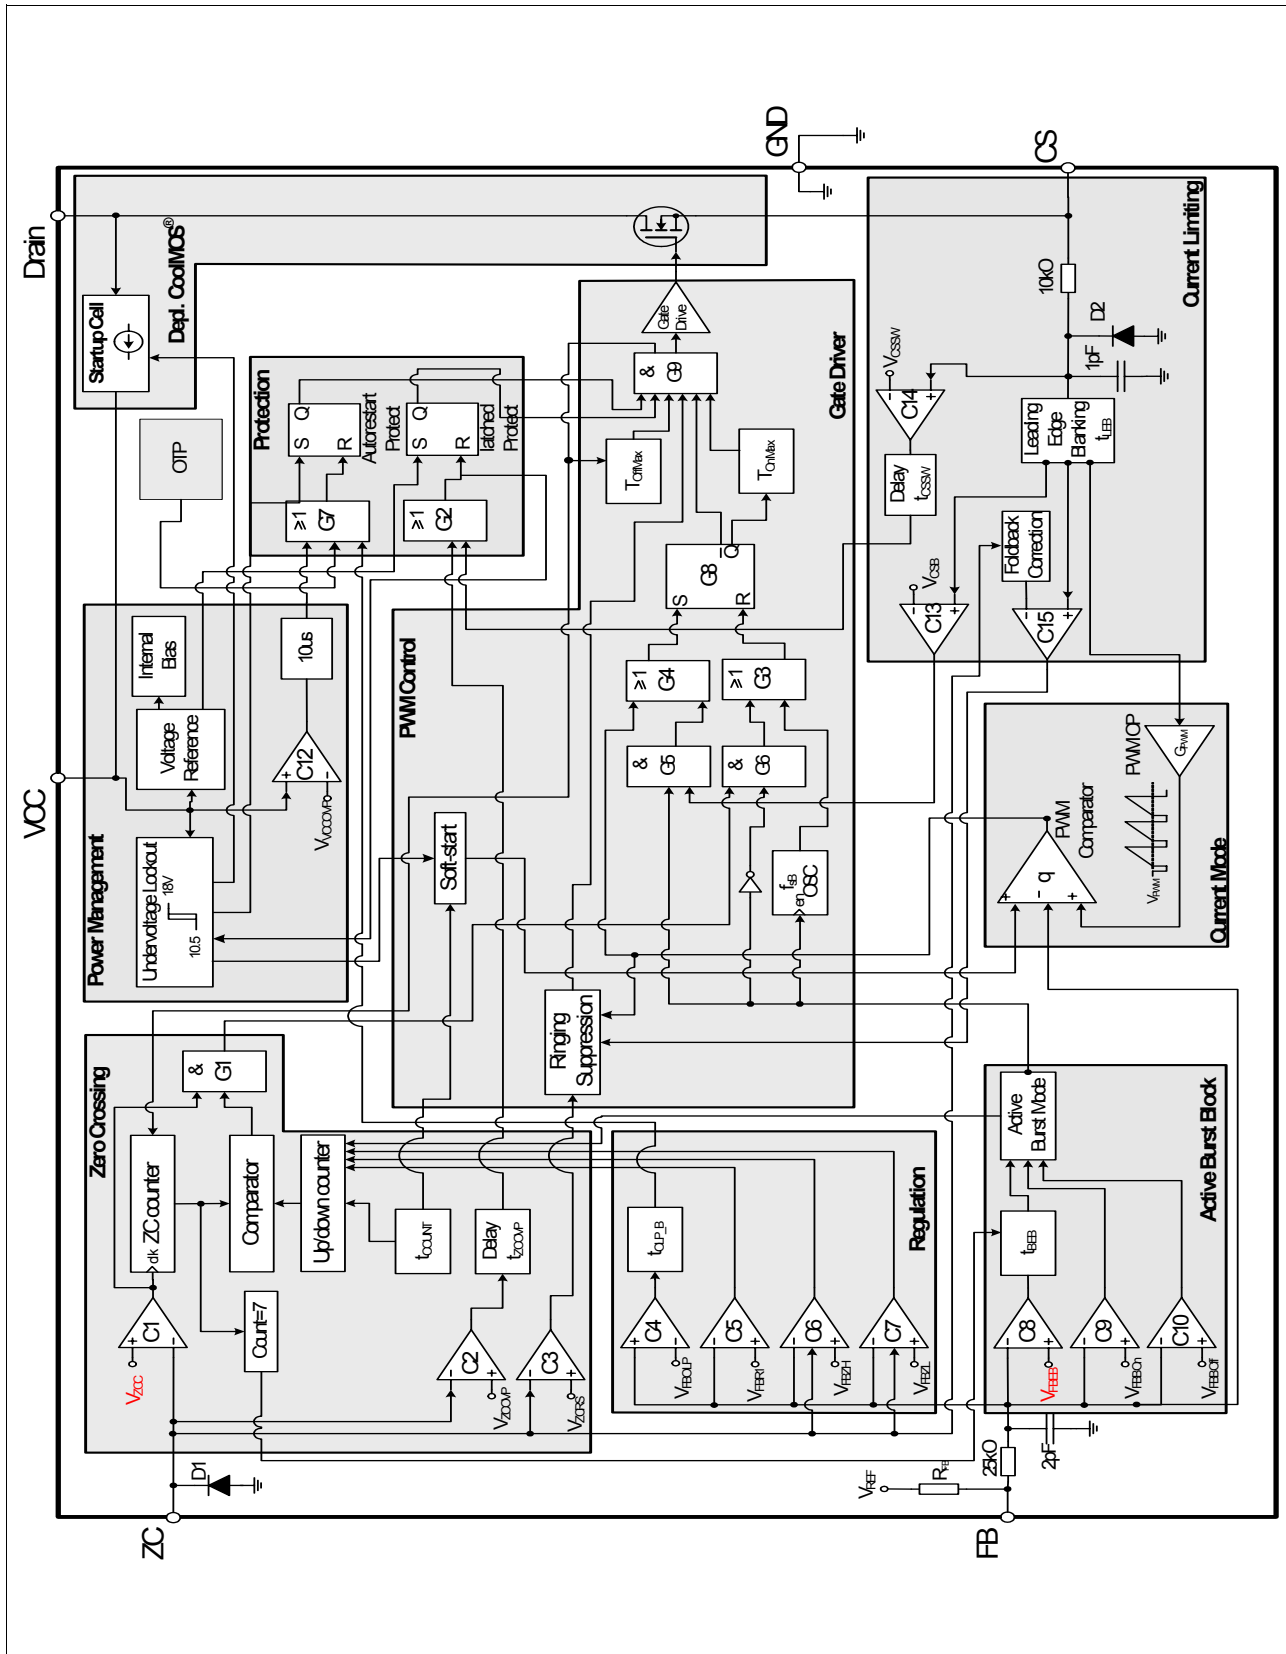 ZC
D1
Zero Crossing
VZCC
C1
clk ZC counter
Count=7
Comparator
&
G1
Up/down counter
tCOUNT
C2
VZCOVP
Delay
tZCOVP
C3
VZCRS
Power Management
Undervoltage Lockout
18V
10.5
Voltage
Reference
Internal
Bias
C12
VVCCOVP
10us
VCC
Drain
Startup Cell
Depl. CoolMOS®
OTP
Protection
≥1
G7
S Q
R
Autorestart
Protect
≥1
G2
S Q
R
latched
Protect
PWM Control
Soft-start
Ringing
Suppression
&
G5
&
G6
≥1
G4
≥1
G3
fsB
en
OSC
G8
S
R
Q
TOffMax
TOnMax
&
G9
Gate
Drive
Gate Driver
GND
Regulation
C4
VFBOLP
tOLP_B
C5
VFBR1
C6
VFBZH
C7
VFBZL
FB
VREF
RFB
25kO
2pF
Active Burst Block
C8
VFBEB
tBEB
C9
VFBBOn
C10
VFBBOff
Active
Burst Mode
Current Mode
PWM
Comparator
q
PWM OP
GPWM
VPWM
Current Limiting
C13
VCSB
C14
VCSSW
Delay
tCSSW
C15
Foldback
Correction
Leading
Edge
Blanking
tLEB
1pF
D2
10kO
CS